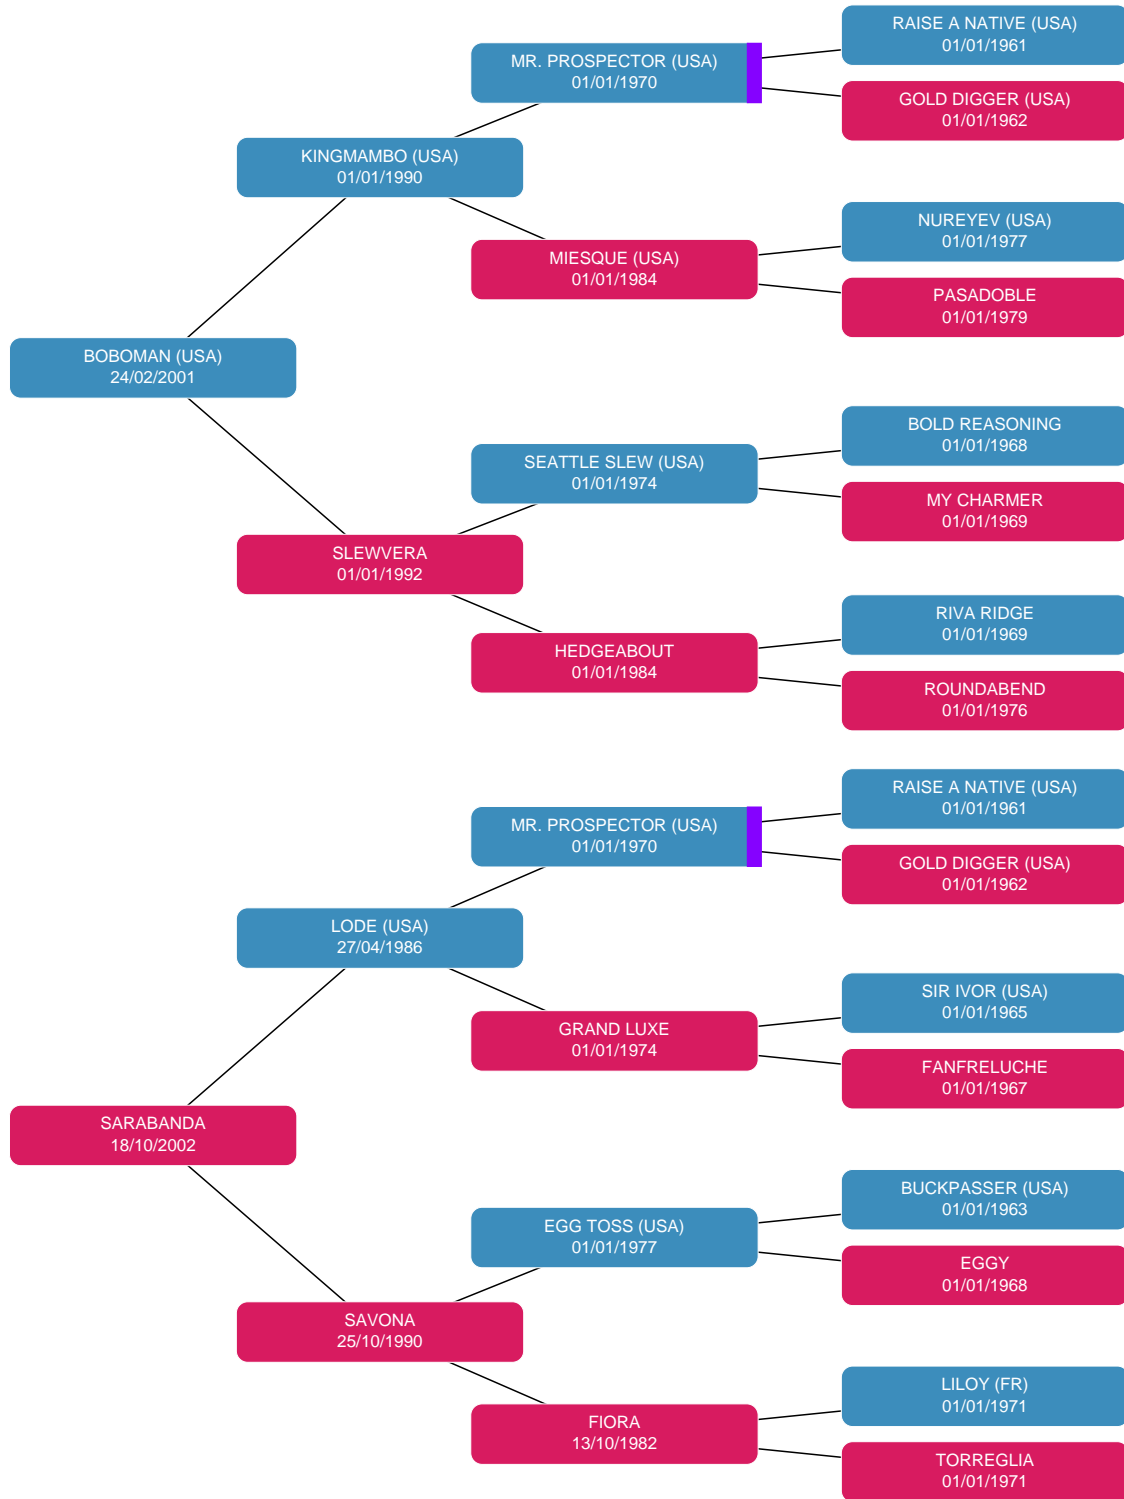 RAISE A NATIVE (USA)
01/01/1961
MR. PROSPECTOR (USA)
01/01/1970
GOLD DIGGER (USA)
01/01/1962
KINGMAMBO (USA)
01/01/1990
NUREYEV (USA)
01/01/1977
MIESQUE (USA)
01/01/1984
PASADOBLE
01/01/1979
BOBOMAN (USA)
24/02/2001
BOLD REASONING
01/01/1968
SEATTLE SLEW (USA)
01/01/1974
MY CHARMER
01/01/1969
SLEWVERA
01/01/1992
RIVA RIDGE
01/01/1969
HEDGEABOUT
01/01/1984
ROUNDABEND
01/01/1976
RAISE A NATIVE (USA)
01/01/1961
MR. PROSPECTOR (USA)
01/01/1970
GOLD DIGGER (USA)
01/01/1962
LODE (USA)
27/04/1986
SIR IVOR (USA)
01/01/1965
GRAND LUXE
01/01/1974
FANFRELUCHE
01/01/1967
SARABANDA
18/10/2002
BUCKPASSER (USA)
01/01/1963
EGG TOSS (USA)
01/01/1977
EGGY
01/01/1968
SAVONA
25/10/1990
LILOY (FR)
01/01/1971
FIORA
13/10/1982
TORREGLIA
01/01/1971